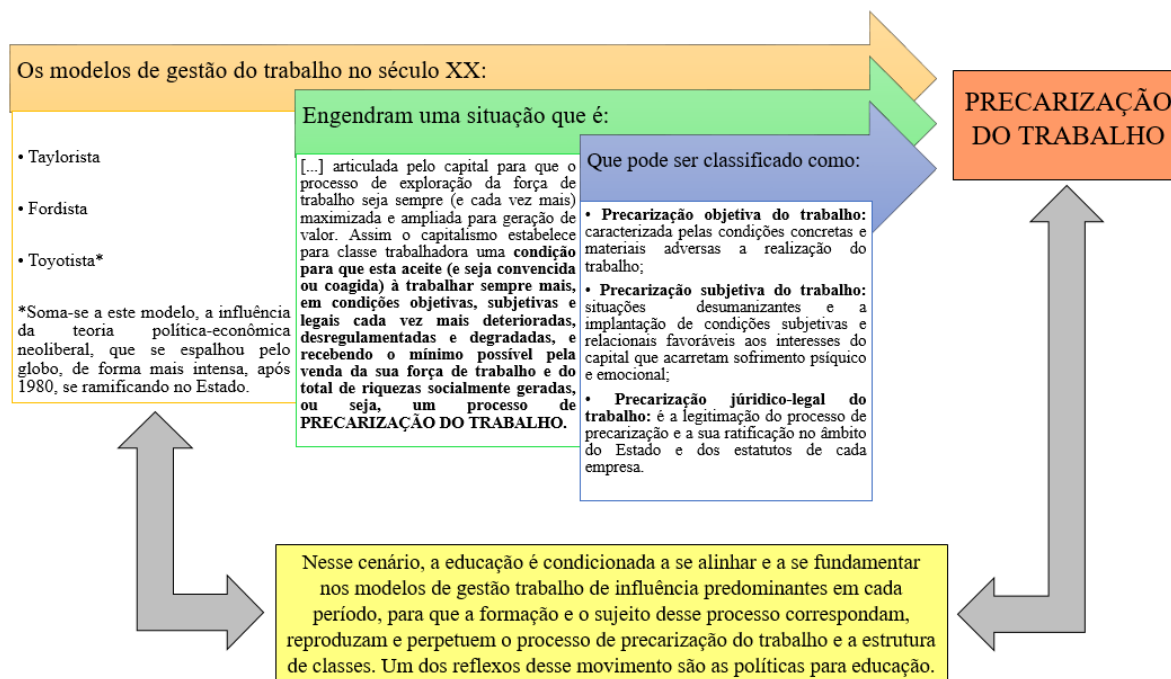 Os modelos de gestão do trabalho no século XX:
• Taylorista
• Fordista
• Toyotista*
*Soma-se a este modelo, a influência
da teoria política-econômica
neoliberal, que se espalhou pelo
globo, de forma mais intensa, após
1980, se ramificando no Estado.
Engendram uma situação que é:
[...] articulada pelo capital para que o
processo de exploração da força de
trabalho seja sempre (e cada vez mais)
maximizada e ampliada para geração de
valor. Assim o capitalismo estabelece
para classe trabalhadora uma condição
para que esta aceite (e seja convencida
ou coagida) à trabalhar sempre mais,
em condições objetivas, subjetivas e
legais cada vez mais deterioradas,
desregulamentadas e degradadas, e
recebendo o mínimo possível pela
venda da sua força de trabalho e do
total de riquezas socialmente geradas,
ou seja, um processo de
PRECARIZAÇÃO DO TRABALHO.
Que pode ser classificado como:
• Precarização objetiva do trabalho:
caracterizada pelas condições concretas e
materiais adversas a realização do
trabalho;
• Precarização subjetiva do trabalho:
situações desumanizantes e a
implantação de condições subjetivas e
relacionais favoráveis aos interesses do
capital que acarretam sofrimento psíquico
e emocional;
• Precarização júrídico-legal do
trabalho: é a legitimação do processo de
precarização e a sua ratificação no âmbito
do Estado e dos estatutos de cada
empresa.
PRECARIZAÇÃO
DO TRABALHO
Nesse cenário, a educação é condicionada a se alinhar e a se fundamentar
nos modelos de gestão trabalho de influência predominantes em cada
período, para que a formação e o sujeito desse processo correspondam,
reproduzam e perpetuem o processo de precarização do trabalho e a estrutura
de classes. Um dos reflexos desse movimento são as políticas para educação.